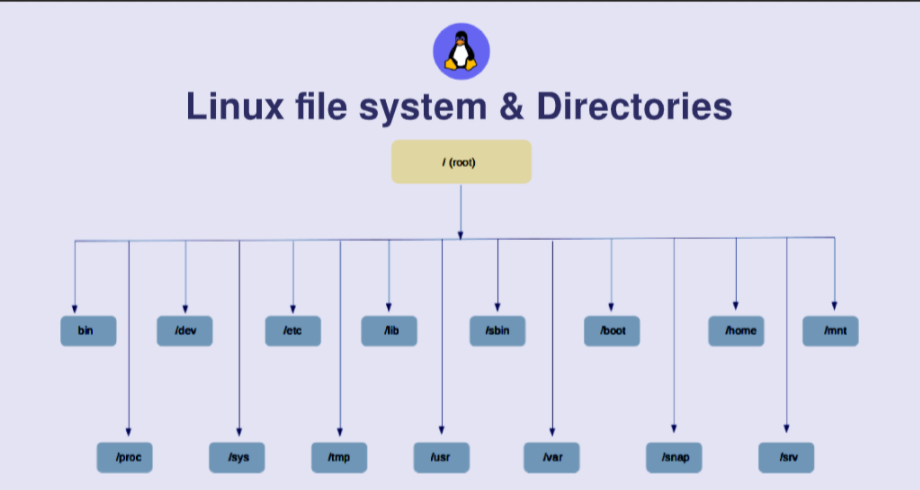 Linux file system & Directories
/ (root)
bin
/dev
/etc
/lib
/sbin
/boot
/home
/mnt
/proc
/sys
/tmp
/usr
/var
/snap
/srv